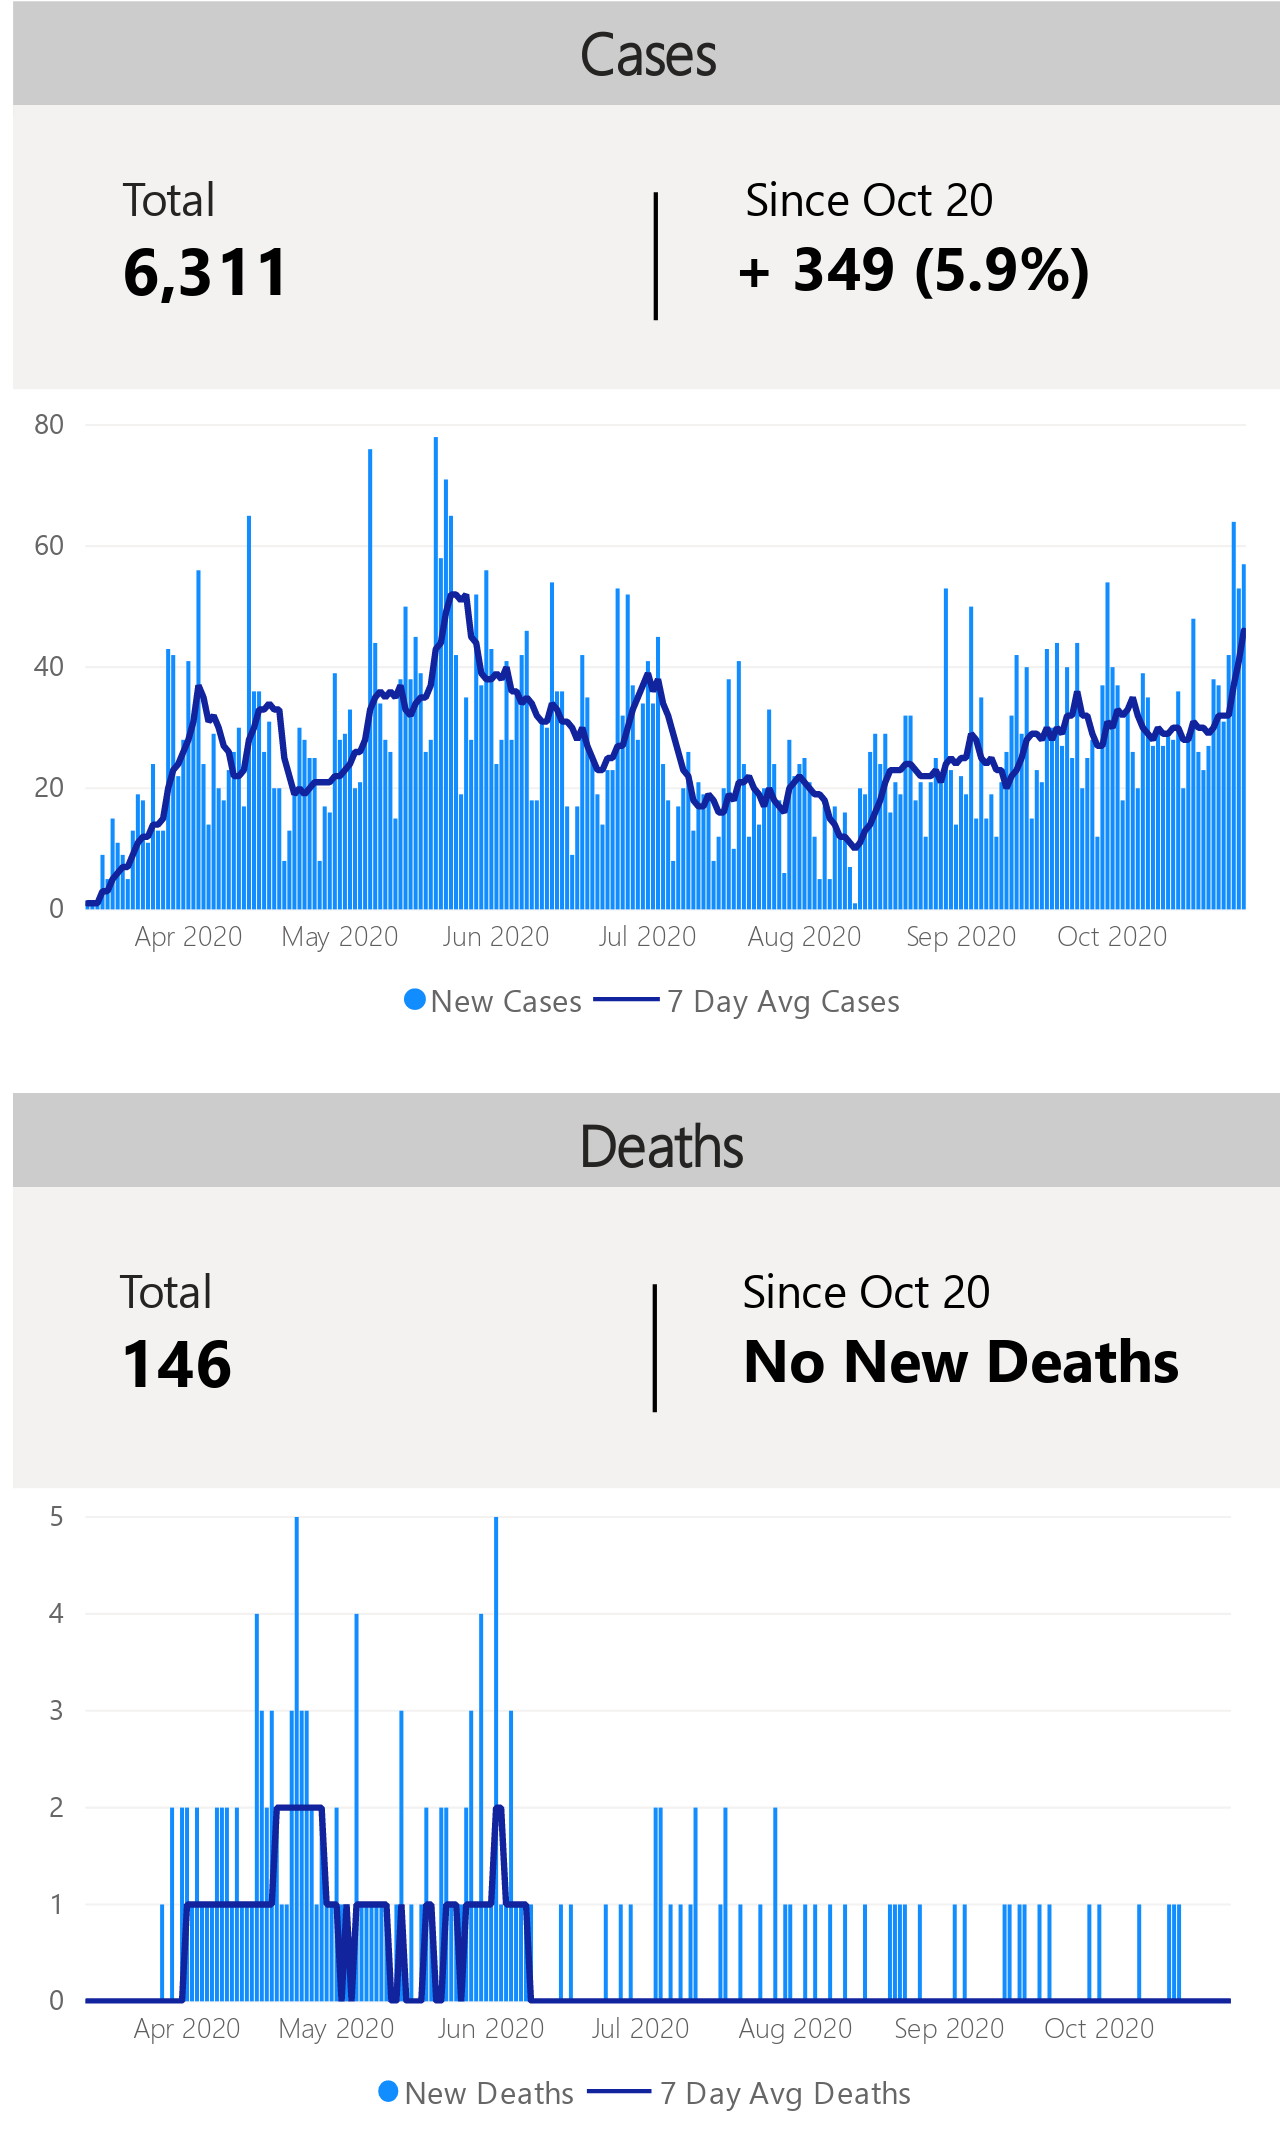 Cases
Total
Since Oct 20
6,311
+ 349 (5.9%)
80
60
40
20
0
Apr 2020 May 2020 Jun 2020 Jul 2020 Aug 2020 Sep 2020 Oct 2020
New Cases 7 Day Avg Cases
Deaths
Total
Since Oct 20
146
No New Deaths
5
4
3
2
1
0
Apr 2020 May 2020 Jun 2020 Jul 2020 Aug 2020 Sep 2020 Oct 2020
New Deaths 7 Day Avg Deaths